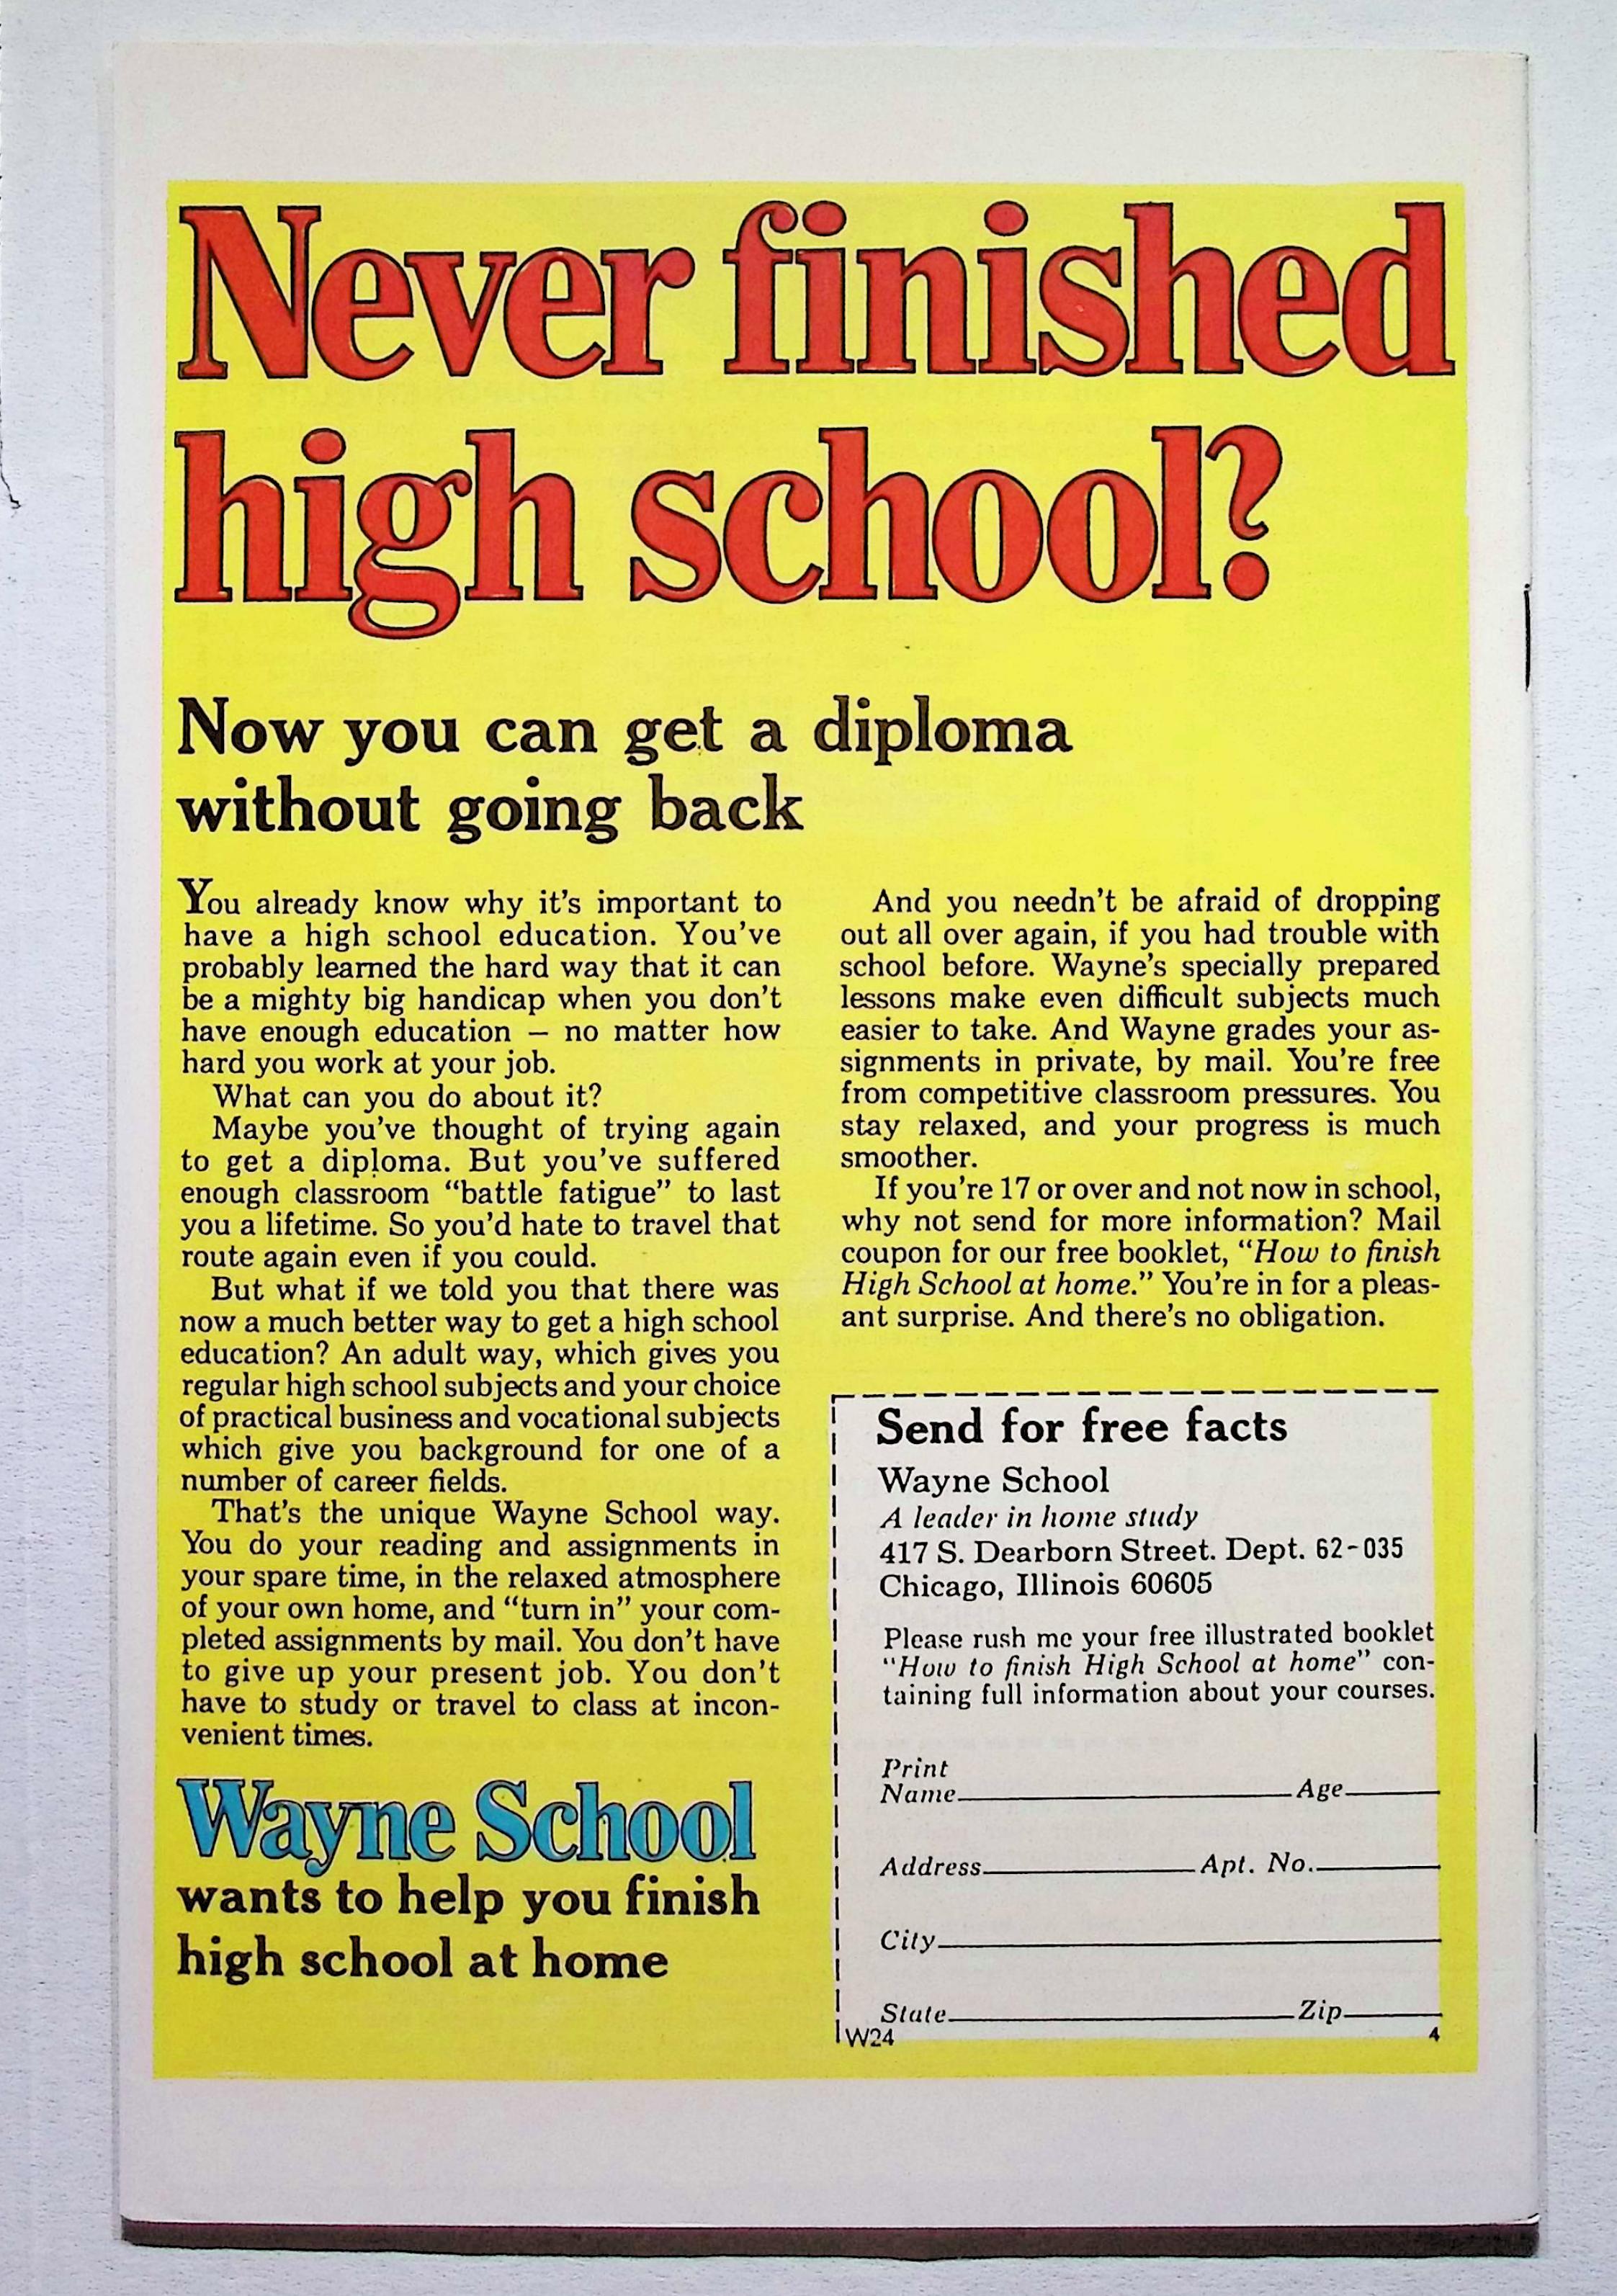 Never finished
high school?
Now you can get a diploma
without going back
You already know why it's important to
have a high school education. You've
probably learned the hard way that it can
be a mighty big handicap when you don't
have enough education – no matter how
hard you work at your job.
What can you do about it?
Maybe you've thought of trying again
to get a diploma. But you've suffered
enough classroom "battle fatigue" to last
you a lifetime. So you'd hate to travel that
route again even if you could.
But what if we told you that there was
now a much better way to get a high school
education? An adult way, which gives you
regular high school subjects and your choice
of practical business and vocational subjects
which give you background for one of a
number of career fields.
That's the unique Wayne School way.
You do your reading and assignments in
your spare time, in the relaxed atmosphere
of your own home, and "turn in" your com-
pleted assignments by mail. You don't have
to give up your present job. You don't
have to study or travel to class at incon-
venient times.
Wayne School
wants to help you finish
high school at home
And you needn't be afraid of dropping
out all over again, if you had trouble with
school before. Wayne's specially prepared
lessons make even difficult subjects much
easier to take. And Wayne grades your as-
signments in private, by mail. You're free
from competitive classroom pressures. You
stay relaxed, and your progress is much
smoother.
If you're 17 or over and not now in school,
why not send for more information? Mail
coupon for our free booklet, "How to finish
High School at home." You're in for a pleas-
ant surprise. And there's no obligation.
Send for free facts
Wayne School
A leader in home study
417 S. Dearborn Street. Dept. 62-035
Chicago, Illinois 60605
Please rush me your free illustrated booklet
"How to finish High School at home" con-
taining full information about your courses.
Print
Name Age
Address Apt. No.
City
State Zip
W24 4